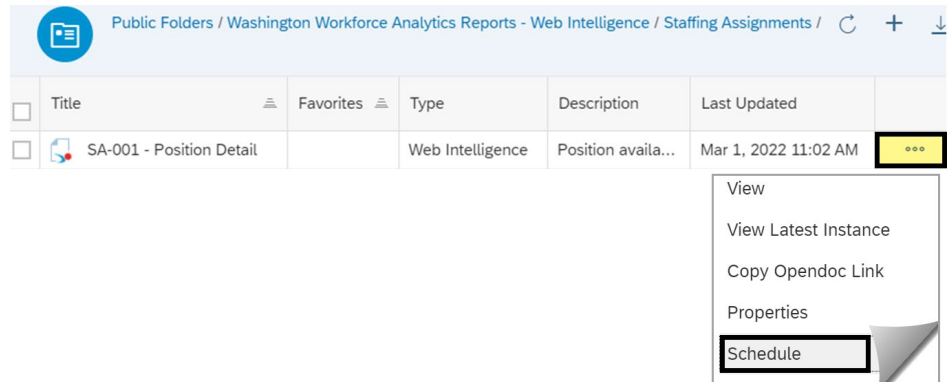 Public Folders / Washington Workforce Analytics Reports - Web Intelligence / Staffing Assignments /
Title Favorites Type Description Last Updated
SA-001 - Position Detail Web Intelligence Position availa... Mar 1, 2022 11:02 AM
View
View Latest Instance
Copy Opendoc Link
Properties
Schedule